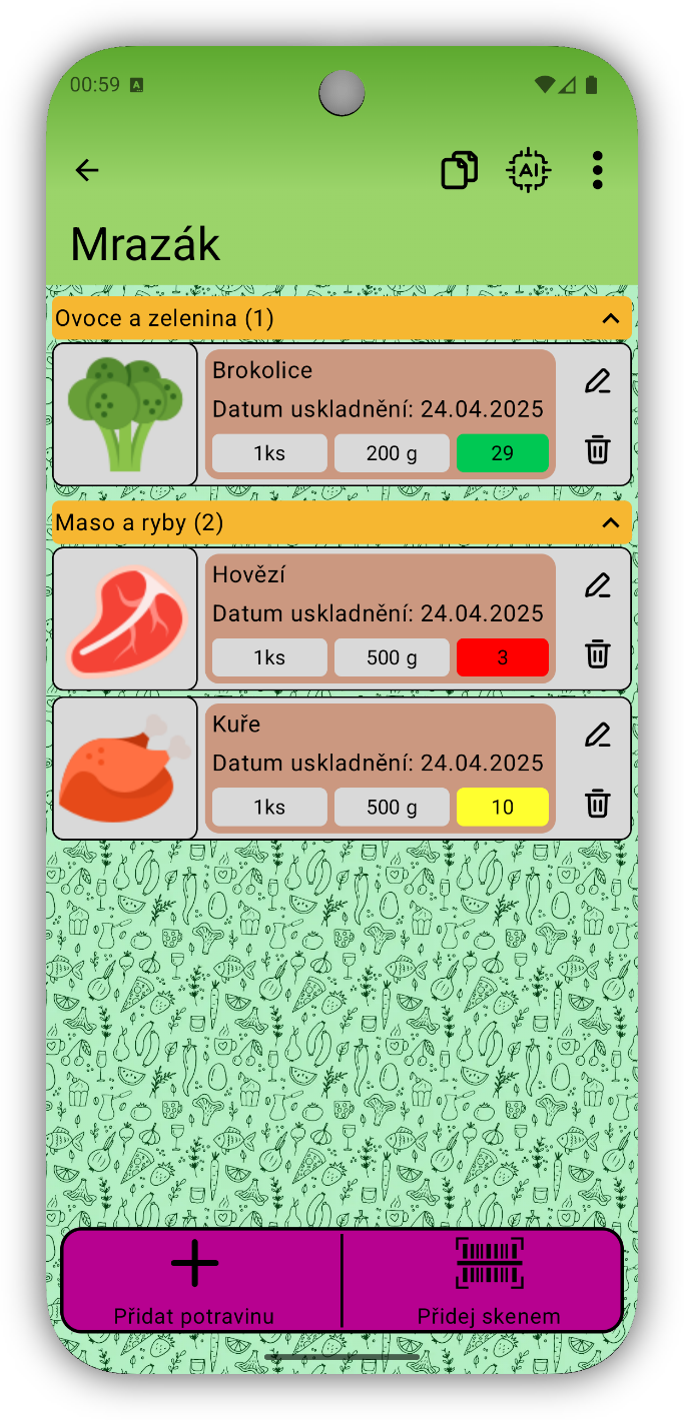 00:59 A
AI
Mrazák
Ovoce a zelenina (1)
Brokolice
Datum uskladnění: 24.04.2025
1ks 200 g 29
Maso a ryby (2)
Hovězí
Datum uskladnění: 24.04.2025
1ks 500 g 3
Kuře
Datum uskladnění: 24.04.2025
1ks 500 g 10
Přidat potravinu Přidej skenem